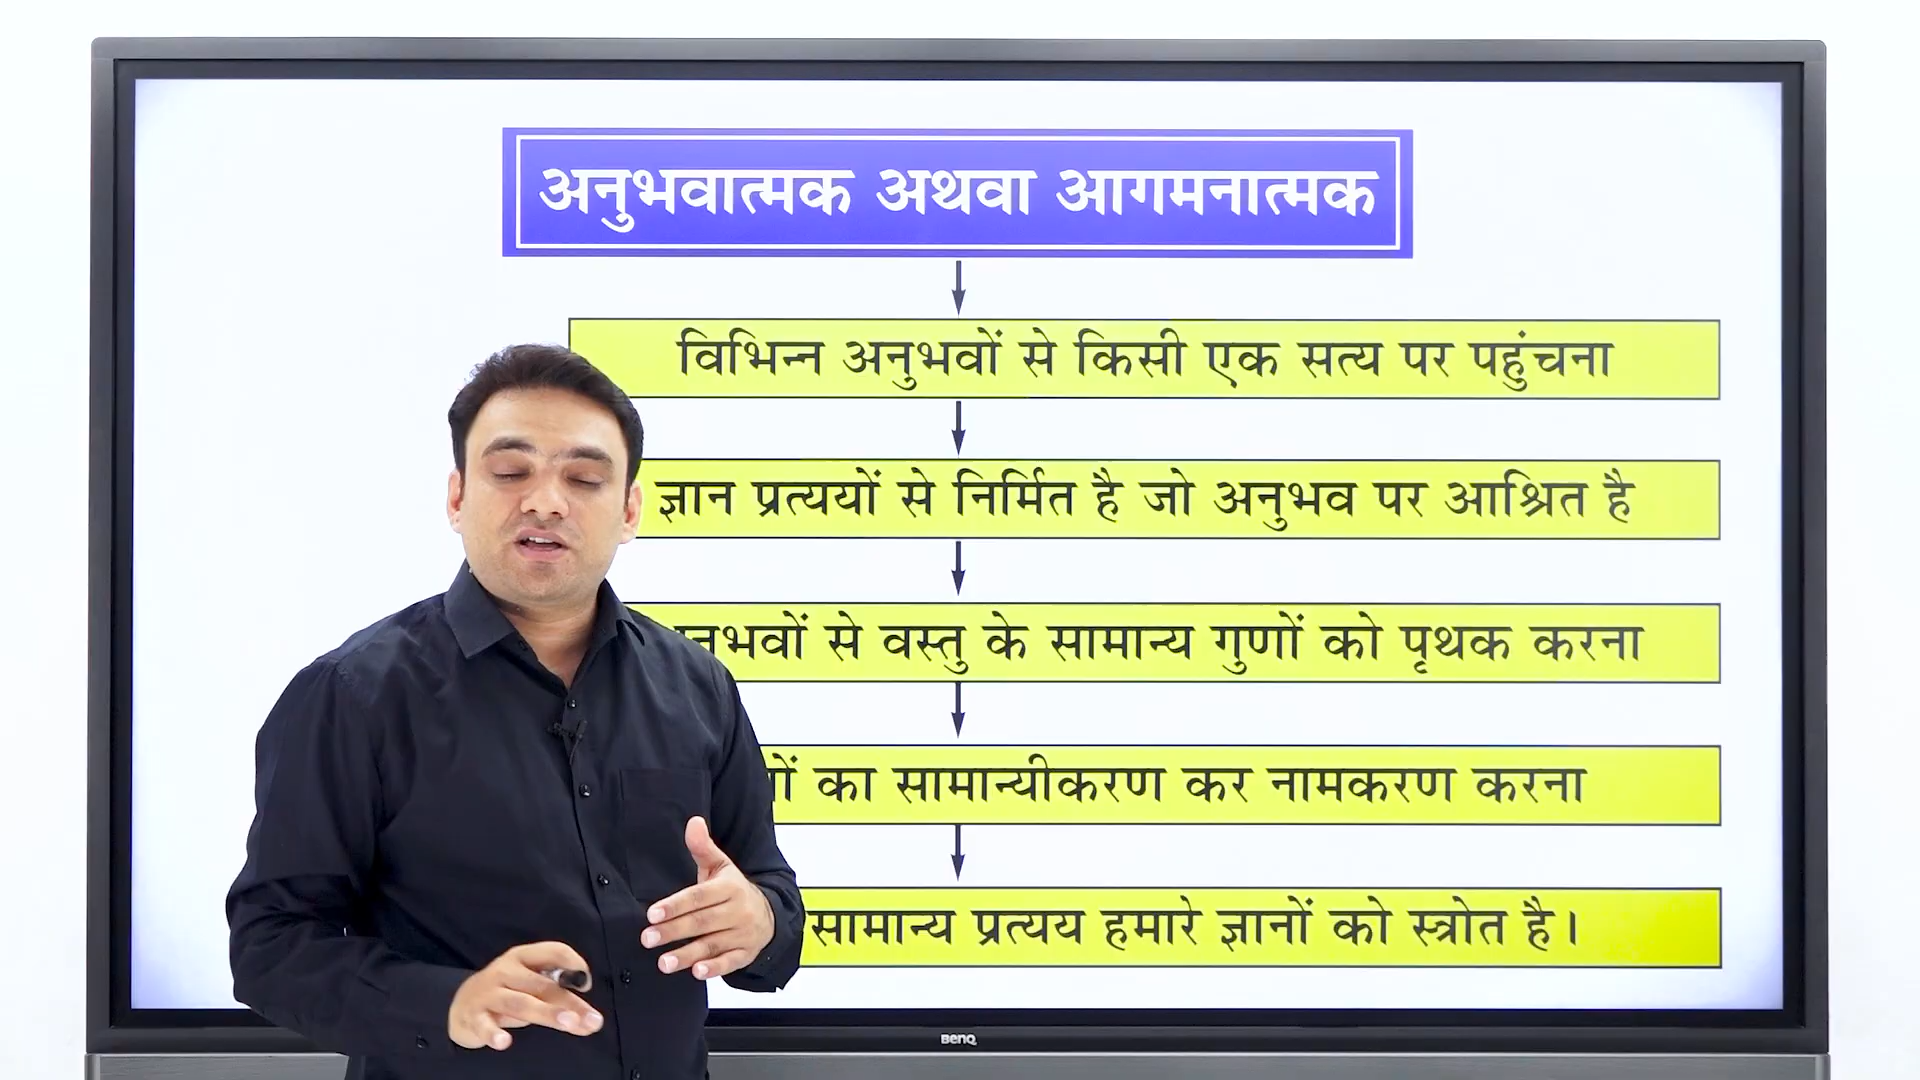 अनुभवात्मक अथवा आगमनात्मक
विभिन्न अनुभवों से किसी एक सत्य पर पहुंचना
ज्ञान प्रत्ययों से निर्मित है जो अनुभव पर आश्रित है
से वस्तु के सामान्य गुणों को पृथक करना
का सामान्यीकरण कर नामकरण करना
सामान्य प्रत्यय हमारे ज्ञानों को स्त्रोत है।
BenQ